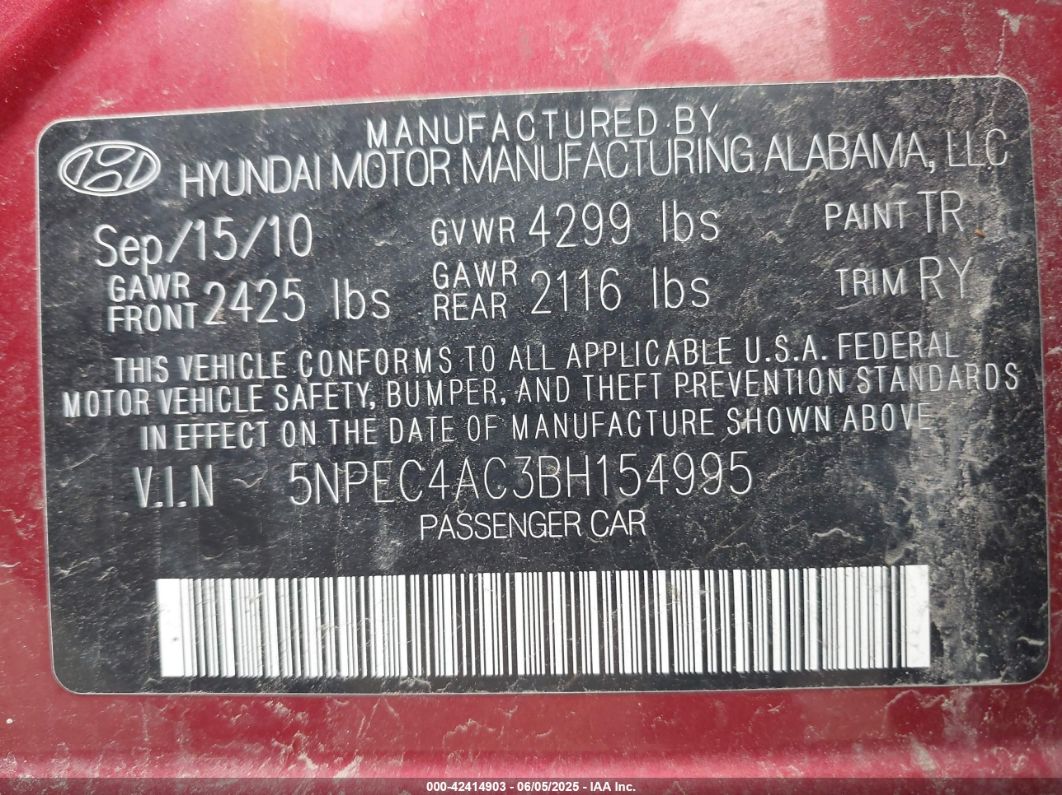 MANUFACTURED BY
HYUNDAI MOTOR MANUFACTURING ALABAMA, LLC
Sep/15/10 GVWR 4299 lbs PAINT TR
GAWR FRONT 2425 lbs GAWR REAR 2116 lbs TRIM RY
THIS VEHICLE CONFORMS TO ALL APPLICABLE U.S.A. FEDERAL
MOTOR VEHICLE SAFETY, BUMPER, AND THEFT PREVENTION STANDARDS
IN EFFECT ON THE DATE OF MANUFACTURE SHOWN ABOVE
V.I.N 5NPEC4AC3BH154995
PASSENGER CAR
000-42414903 - 06/05/2025 - IAA Inc.